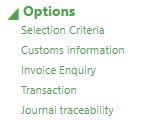 Options
Selection Criteria
Customs information
Invoice Enquiry
Transaction
Journal traceability